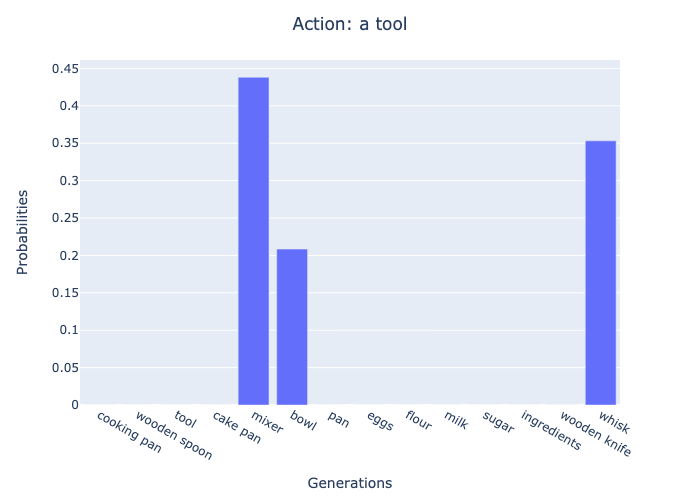 Action: a tool
0.45
0.4
0.35
0.3
0.25
0.2
0.15
0.1
0.05
0
Probabilities
cooking pan
wooden spoon
tool
cake pan
mixer
bowl
pan
eggs
flour
milk
sugar
ingredients
wooden knife
whisk
Generations